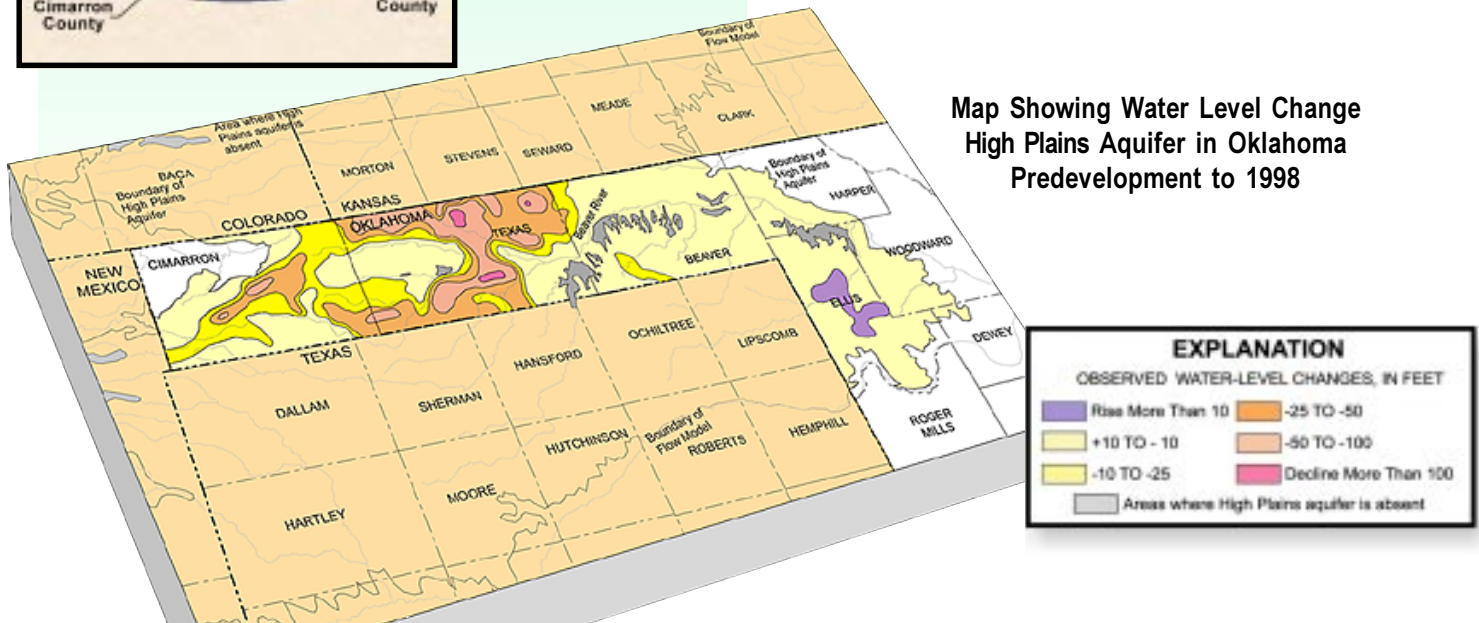 Cimarron
County
County
Map Showing Water Level Change
High Plains Aquifer in Oklahoma
Predevelopment to 1998
Boundary of
Flow Model
Area where High
Plains aquifer is
absent
MEADE
CLARK
BACA
MORTON
STEVENS
SEWARD
Boundary of
High Plains
Aquifer
Boundary of
High Plains
Aquifer
HARPER
COLORADO
KANSAS
OKLAHOMA
TEXAS
Beaver River
NEW
MEXICO
CIMARRON
BEAVER
WOODWARD
ELLIS
TEXAS
DEWEY
HANSFORD
OCHILTREE
LIPSCOMB
DALLAM
SHERMAN
HUTCHINSON
Boundary of
Flow Model
ROBERTS
HEMPHILL
ROGER
MILLS
HARTLEY
MOORE
EXPLANATION
OBSERVED WATER-LEVEL CHANGES, IN FEET
Rise More Than 10
-25 TO -50
+10 TO - 10
-50 TO -100
-10 TO -25
Decline More Than 100
Areas where High Plains aquifer is absent